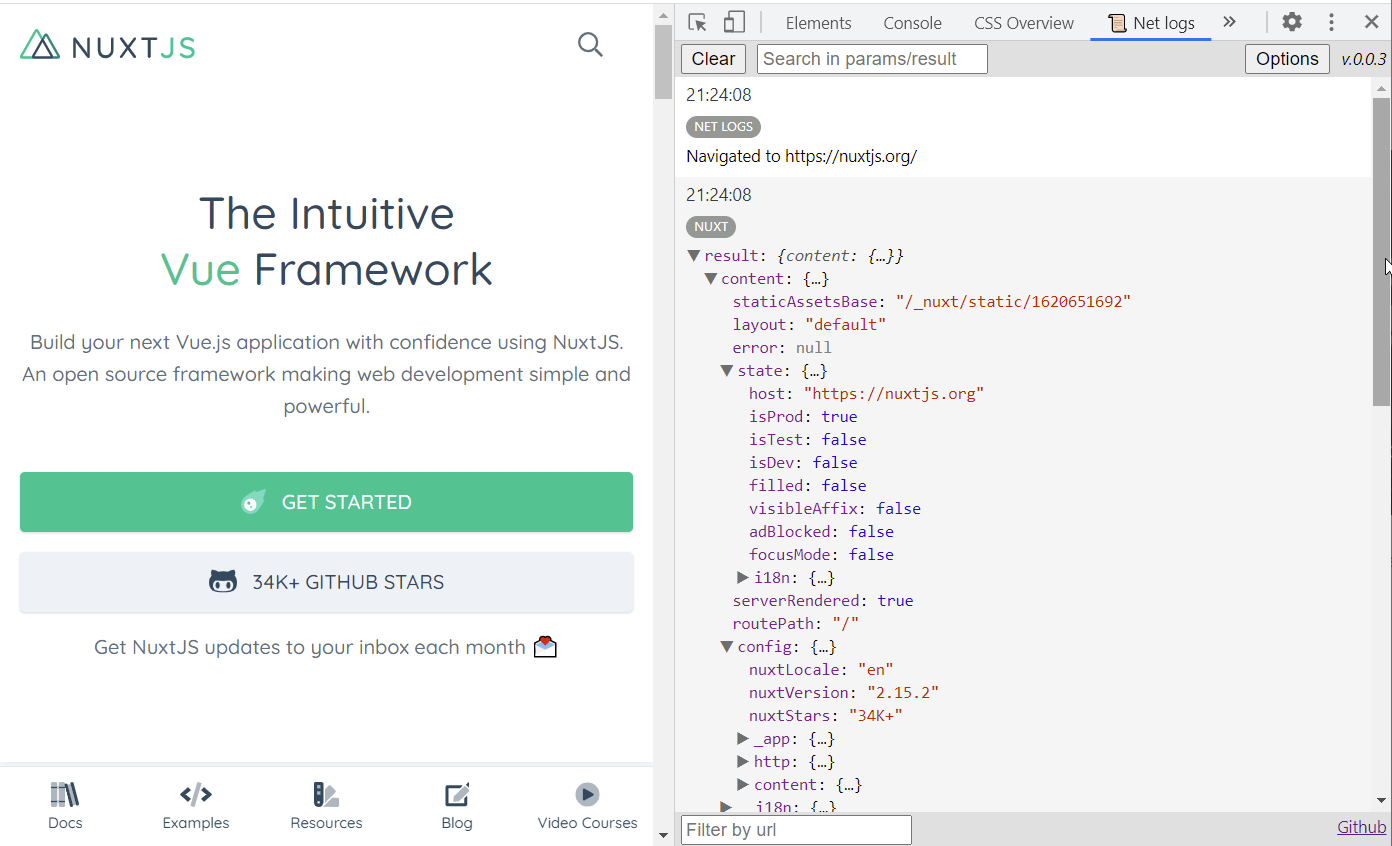 NUXTJS
The Intuitive
Vue Framework
Build your next Vue.js application with confidence using NuxtJS.
An open source framework making web development simple and
powerful.
GET STARTED
34K+ GITHUB STARS
Get NuxtJS updates to your inbox each month
Docs
Examples
Resources
Blog
Video Courses
Elements
Console
CSS Overview
Net logs
Clear
Search in params/result
Options
v.0.0.3
21:24:08
NET LOGS
Navigated to https://nuxtjs.org/
21:24:08
NUXT
result: {content: {…}}
content: {…}
staticAssetsBase: "/_nuxt/static/1620651692"
layout: "default"
error: null
state: {…}
host: "https://nuxtjs.org"
isProd: true
isTest: false
isDev: false
filled: false
visibleAffix: false
adBlocked: false
focusMode: false
i18n: {…}
serverRendered: true
routePath: "/"
config: {…}
nuxtLocale: "en"
nuxtVersion: "2.15.2"
nuxtStars: "34K+"
_app: {…}
http: {…}
content: {…}
i18n: {…}
Filter by url
Github